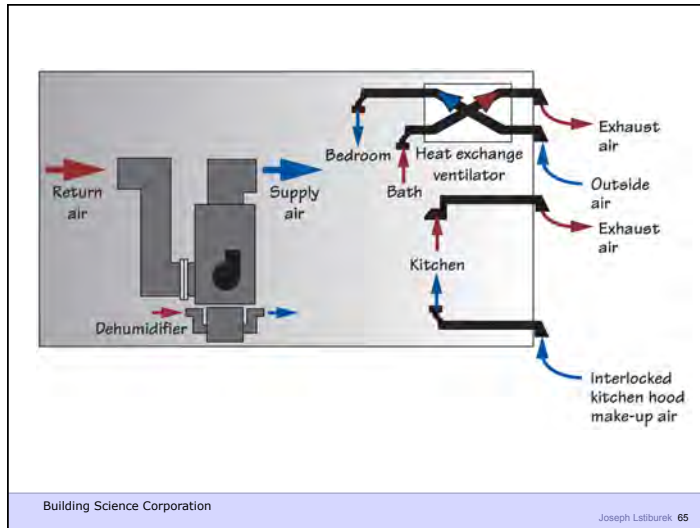 Return
air
Supply
air
Dehumidifier
Bedroom
Bath
Heat exchange
ventilator
Exhaust
air
Outside
air
Exhaust
air
Kitchen
Interlocked
kitchen hood
make-up air
Building Science Corporation
Joseph Lstiburek 65